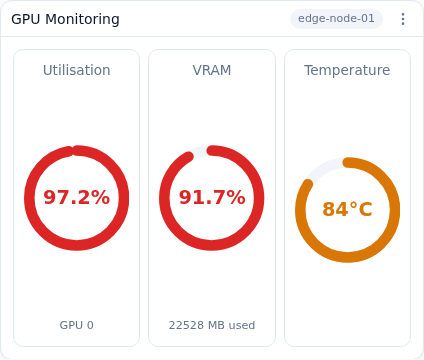 GPU Monitoring
edge-node-01
Utilisation
97.2%
GPU 0
VRAM
91.7%
22528 MB used
Temperature
84°C